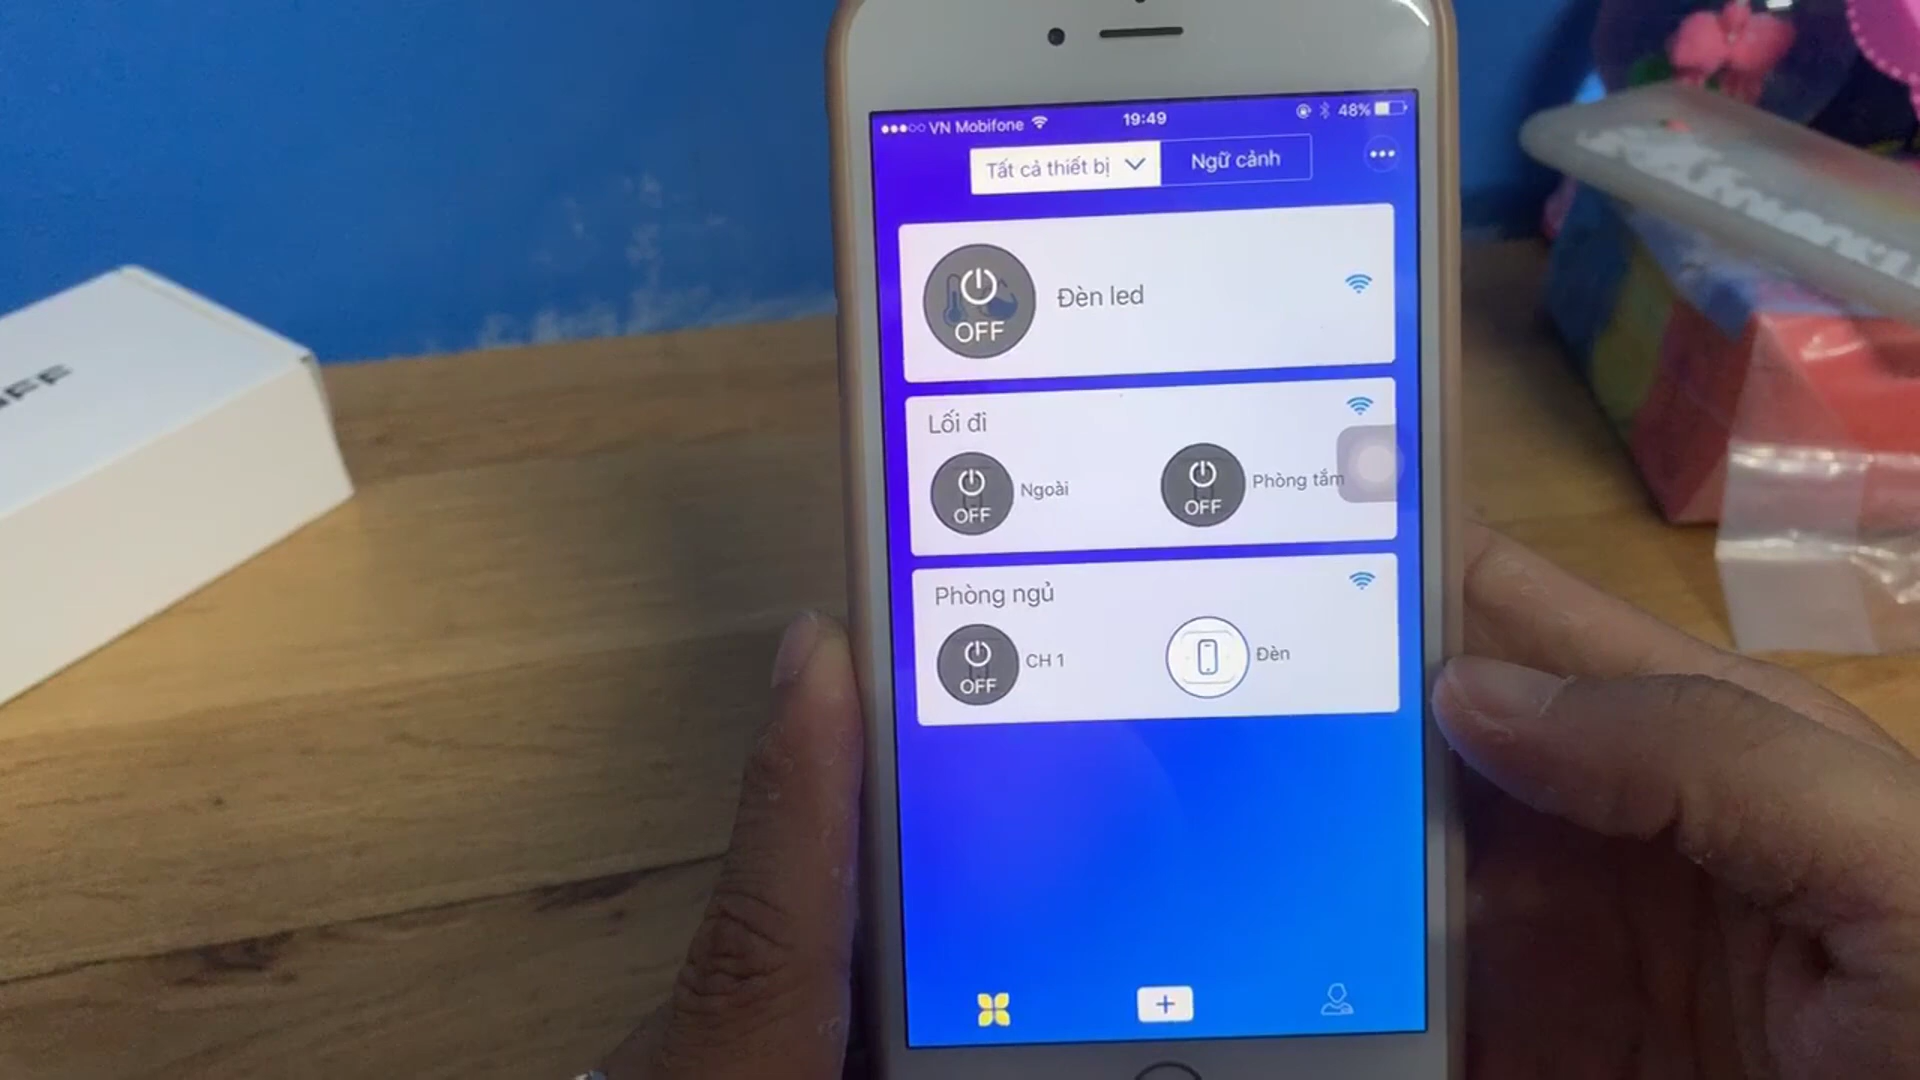 VN Mobifone
19:49
48%
Tất cả thiết bị
Ngữ cảnh
OFF
Đèn led
Lối đi
OFF
Ngoài
OFF
Phòng tắm
Phòng ngủ
OFF
CH 1
Đèn